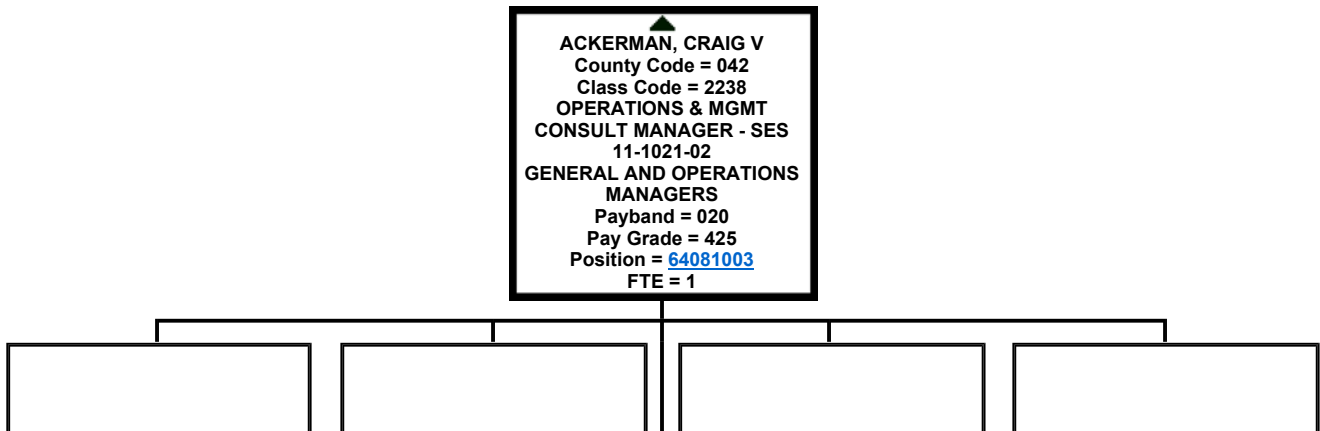 ACKERMAN, CRAIG V
County Code = 042
Class Code = 2238
OPERATIONS & MGMT
CONSULT MANAGER - SES
11-1021-02
GENERAL AND OPERATIONS
MANAGERS
Payband = 020
Pay Grade = 425
Position = 64081003
FTE = 1